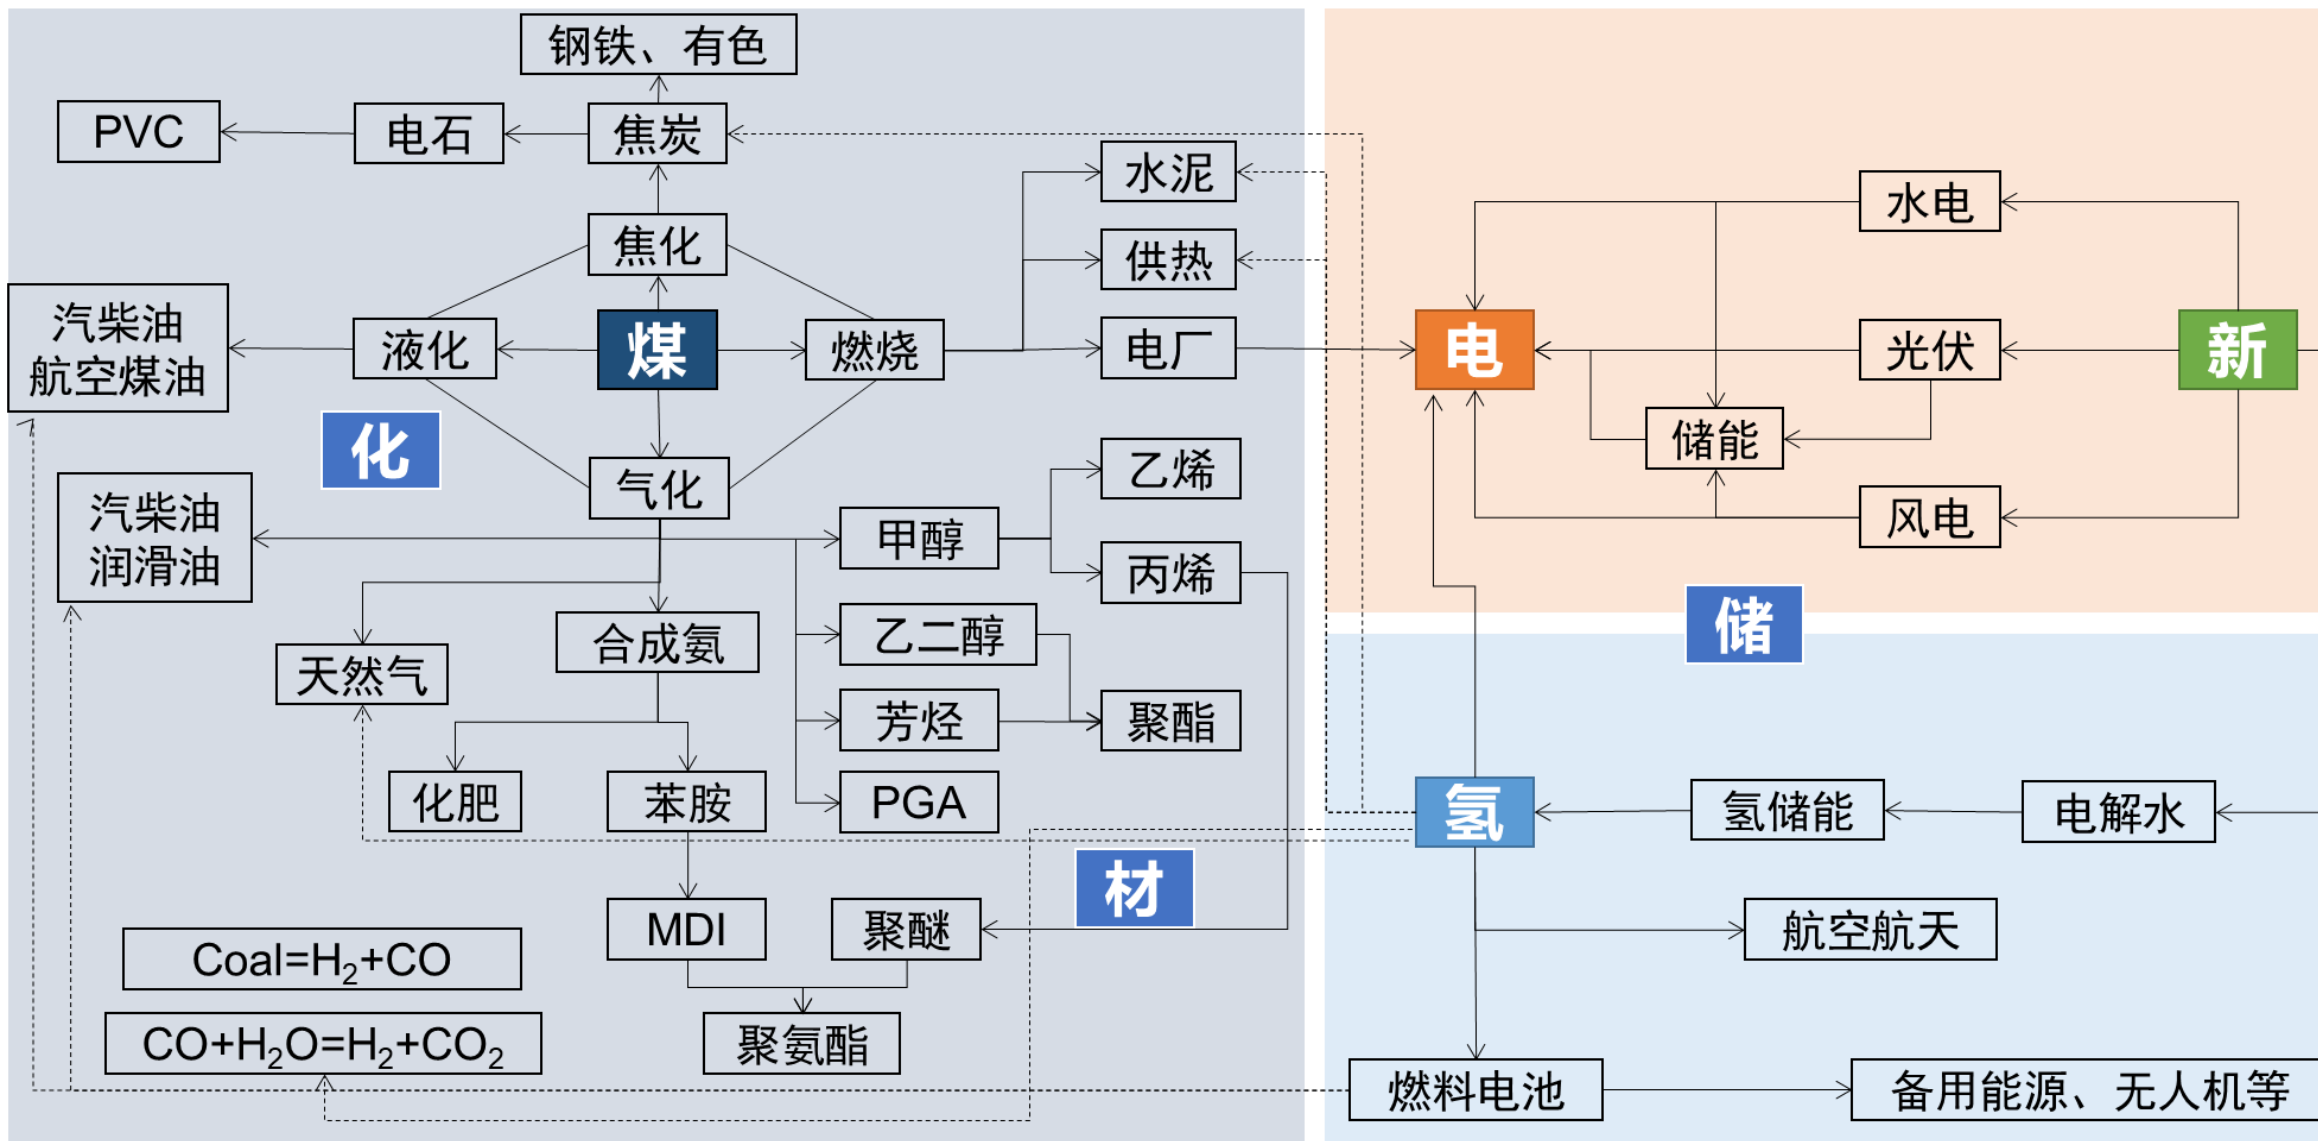 钢铁、有色
PVC
电石
焦炭
水泥
水电
焦化
供热
汽柴油
航空煤油
液化
煤
燃烧
电厂
电
光伏
新
化
储能
乙烯
气化
汽柴油
润滑油
甲醇
风电
丙烯
合成氨
乙二醇
储
天然气
芳烃
聚酯
化肥
苯胺
PGA
氢
氢储能
电解水
材
MDI
聚醚
航空航天
Coal=H₂+CO
CO+H₂O=H₂+CO₂
聚氨酯
燃料电池
备用能源、无人机等